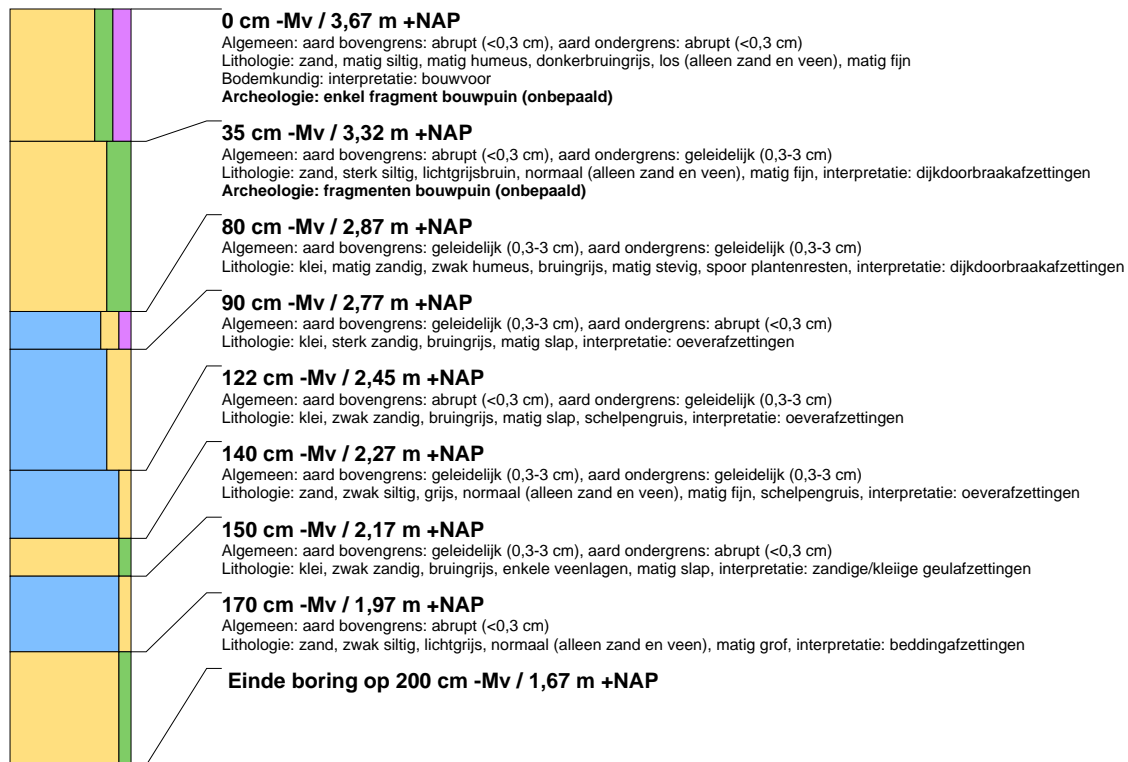 0 cm -Mv / 3,67 m +NAP
Algemeen: aard bovengrens: abrupt (<0,3 cm), aard ondergrens: abrupt (<0,3 cm)
Lithologie: zand, matig siltig, matig humeus, donkerbruingrijs, los (alleen zand en veen), matig fijn
Bodemkundig: interpretatie: bouwvoor
Archeologie: enkel fragment bouwpuin (onbepaald)
35 cm -Mv / 3,32 m +NAP
Algemeen: aard bovengrens: abrupt (<0,3 cm), aard ondergrens: geleidelijk (0,3-3 cm)
Lithologie: zand, sterk siltig, lichtgrijsbruin, normaal (alleen zand en veen), matig fijn, interpretatie: dijkdoorbraakafzettingen
Archeologie: fragmenten bouwpuin (onbepaald)
80 cm -Mv / 2,87 m +NAP
Algemeen: aard bovengrens: geleidelijk (0,3-3 cm), aard ondergrens: geleidelijk (0,3-3 cm)
Lithologie: klei, matig zandig, zwak humeus, bruingrijs, matig stevig, spoor plantenresten, interpretatie: dijkdoorbraakafzettingen
90 cm -Mv / 2,77 m +NAP
Algemeen: aard bovengrens: geleidelijk (0,3-3 cm), aard ondergrens: abrupt (<0,3 cm)
Lithologie: klei, sterk zandig, bruingrijs, matig slap, interpretatie: oeverafzettingen
122 cm -Mv / 2,45 m +NAP
Algemeen: aard bovengrens: abrupt (<0,3 cm), aard ondergrens: geleidelijk (0,3-3 cm)
Lithologie: klei, zwak zandig, bruingrijs, matig slap, schelpengruis, interpretatie: oeverafzettingen
140 cm -Mv / 2,27 m +NAP
Algemeen: aard bovengrens: geleidelijk (0,3-3 cm), aard ondergrens: geleidelijk (0,3-3 cm)
Lithologie: zand, zwak siltig, grijs, normaal (alleen zand en veen), matig fijn, schelpengruis, interpretatie: oeverafzettingen
150 cm -Mv / 2,17 m +NAP
Algemeen: aard bovengrens: geleidelijk (0,3-3 cm), aard ondergrens: abrupt (<0,3 cm)
Lithologie: klei, zwak zandig, bruingrijs, enkele veenlagen, matig slap, interpretatie: zandige/kleiige geulafzettingen
170 cm -Mv / 1,97 m +NAP
Algemeen: aard bovengrens: abrupt (<0,3 cm)
Lithologie: zand, zwak siltig, lichtgrijs, normaal (alleen zand en veen), matig grof, interpretatie: beddingafzettingen
Einde boring op 200 cm -Mv / 1,67 m +NAP